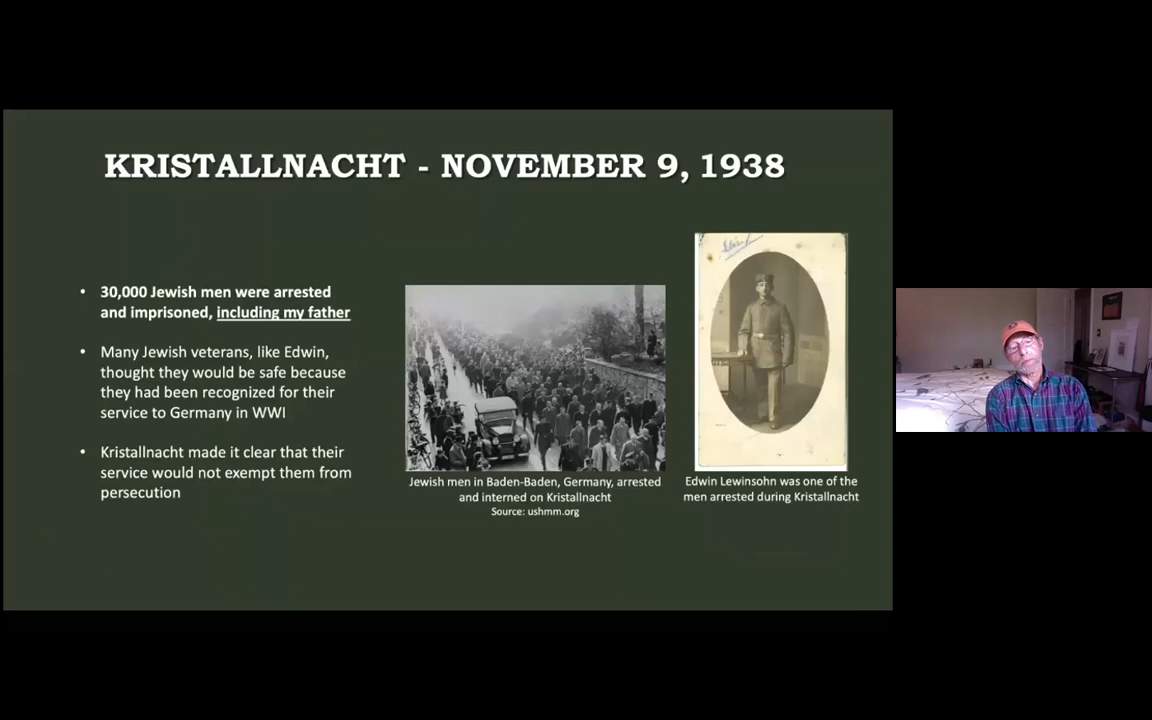 KRISTALLNACHT - NOVEMBER 9, 1938
• 30,000 Jewish men were arrested
and imprisoned, including my father
• Many Jewish veterans, like Edwin,
thought they would be safe because
they had been recognized for their
service to Germany in WWI
• Kristallnacht made it clear that their
service would not exempt them from
persecution
Jewish men in Baden-Baden, Germany, arrested
and interned on Kristallnacht
Source: ushmm.org
Edwin Lewinsohn was one of the
men arrested during Kristallnacht